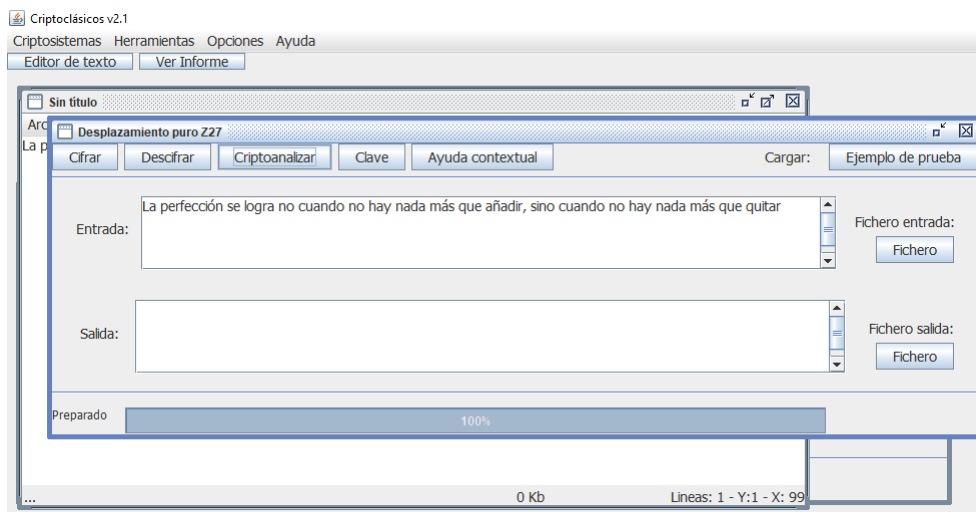 Criptoclásicos v2.1
Criptosistemas Herramientas Opciones Ayuda
Editor de texto Ver Informe
Sin título
Arc
Desplazamiento puro Z27
La p
Cifrar Descifrar Criptoanalizar Clave Ayuda contextual Cargar: Ejemplo de prueba
La perfección se logra no cuando no hay nada más que añadir, sino cuando no hay nada más que quitar
Entrada:
Fichero entrada:
Fichero
Salida:
Fichero salida:
Fichero
Preparado
100%
... 0 Kb Lineas: 1 - Y:1 - X: 99